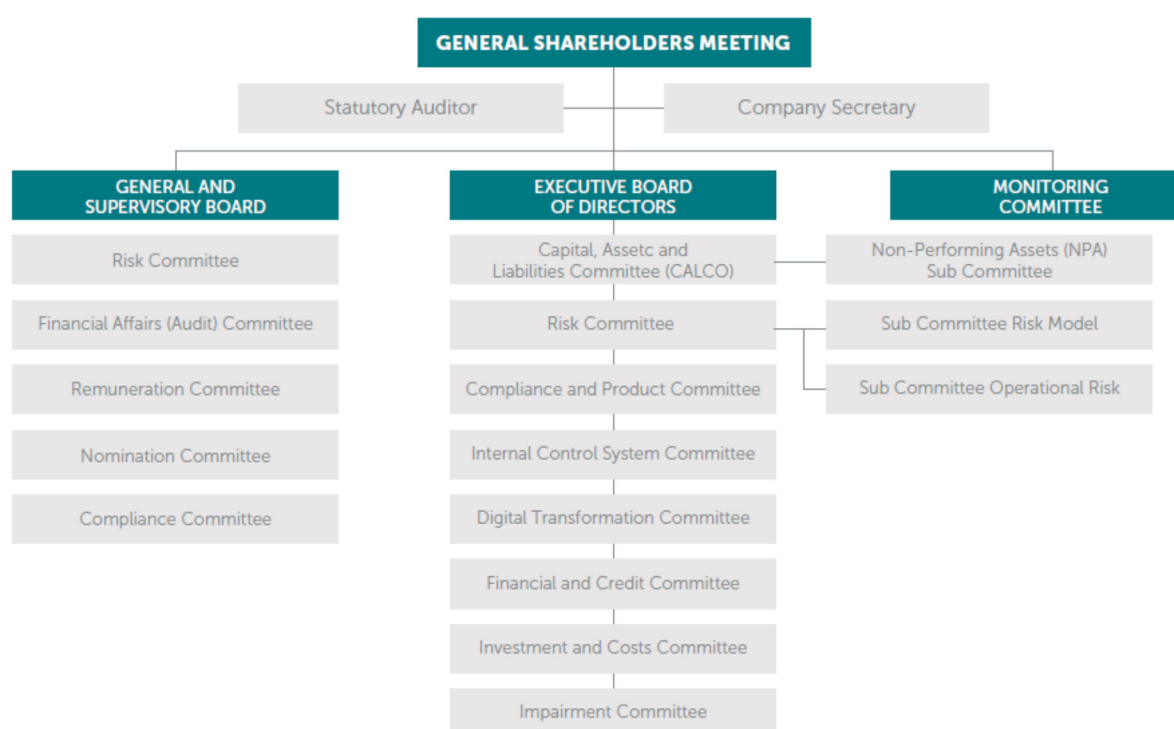 GENERAL SHAREHOLDERS MEETING
Statutory Auditor
Company Secretary
GENERAL AND
SUPERVISORY BOARD
Risk Committee
Financial Affairs (Audit) Committee
Remuneration Committee
Nomination Committee
Compliance Committee
EXECUTIVE BOARD
OF DIRECTORS
Capital, Assetc and
Liabilities Committee (CALCO)
Risk Committee
Compliance and Product Committee
Internal Control System Committee
Digital Transformation Committee
Financial and Credit Committee
Investment and Costs Committee
Impairment Committee
MONITORING
COMMITTEE
Non-Performing Assets (NPA)
Sub Committee
Sub Committee Risk Model
Sub Committee Operational Risk